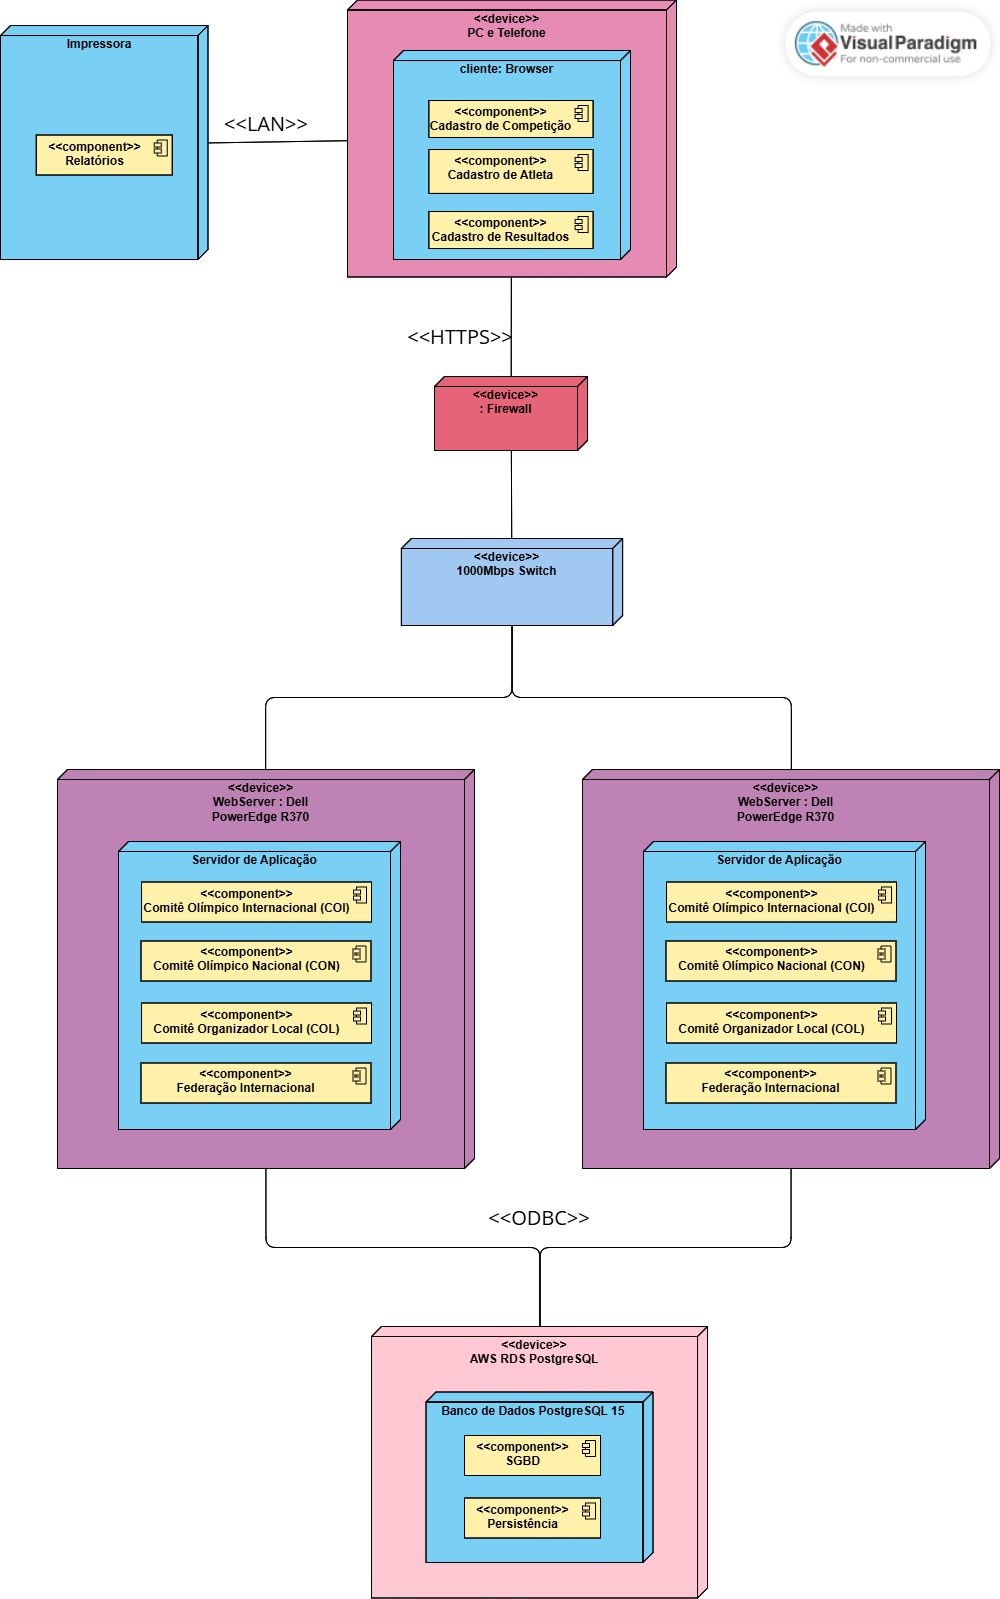 Impressora
<<component>>
Relatórios
<<LAN>>
<<device>>
PC e Telefone
cliente: Browser
<<component>>
Cadastro de Competição
<<component>>
Cadastro de Atleta
<<component>>
Cadastro de Resultados
Made with
Visual Paradigm
For non-commercial use
<<HTTPS>>
<<device>>
: Firewall
<<device>>
1000Mbps Switch
<<device>>
WebServer : Dell
PowerEdge R370
Servidor de Aplicação
<<component>>
Comitê Olímpico Internacional (COI)
<<component>>
Comitê Olímpico Nacional (CON)
<<component>>
Comitê Organizador Local (COL)
<<component>>
Federação Internacional
<<device>>
WebServer : Dell
PowerEdge R370
Servidor de Aplicação
<<component>>
Comitê Olímpico Internacional (COI)
<<component>>
Comitê Olímpico Nacional (CON)
<<component>>
Comitê Organizador Local (COL)
<<component>>
Federação Internacional
<<ODBC>>
<<device>>
AWS RDS PostgreSQL
Banco de Dados PostgreSQL 15
<<component>>
SGBD
<<component>>
Persistência